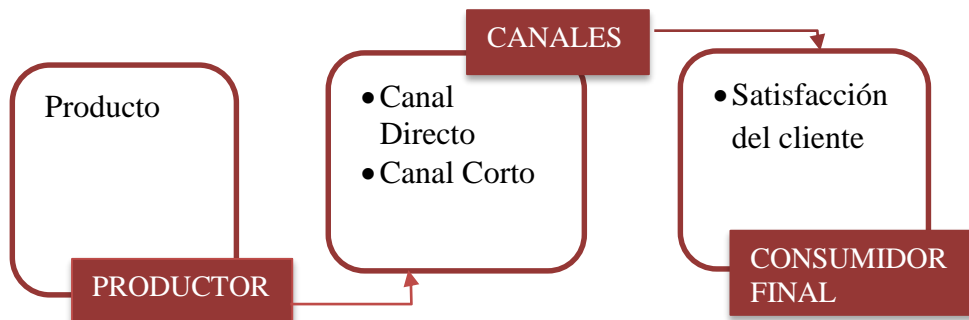 Producto
PRODUCTOR
CANALES
• Canal
Directo
• Canal Corto
• Satisfacción
del cliente
CONSUMIDOR
FINAL